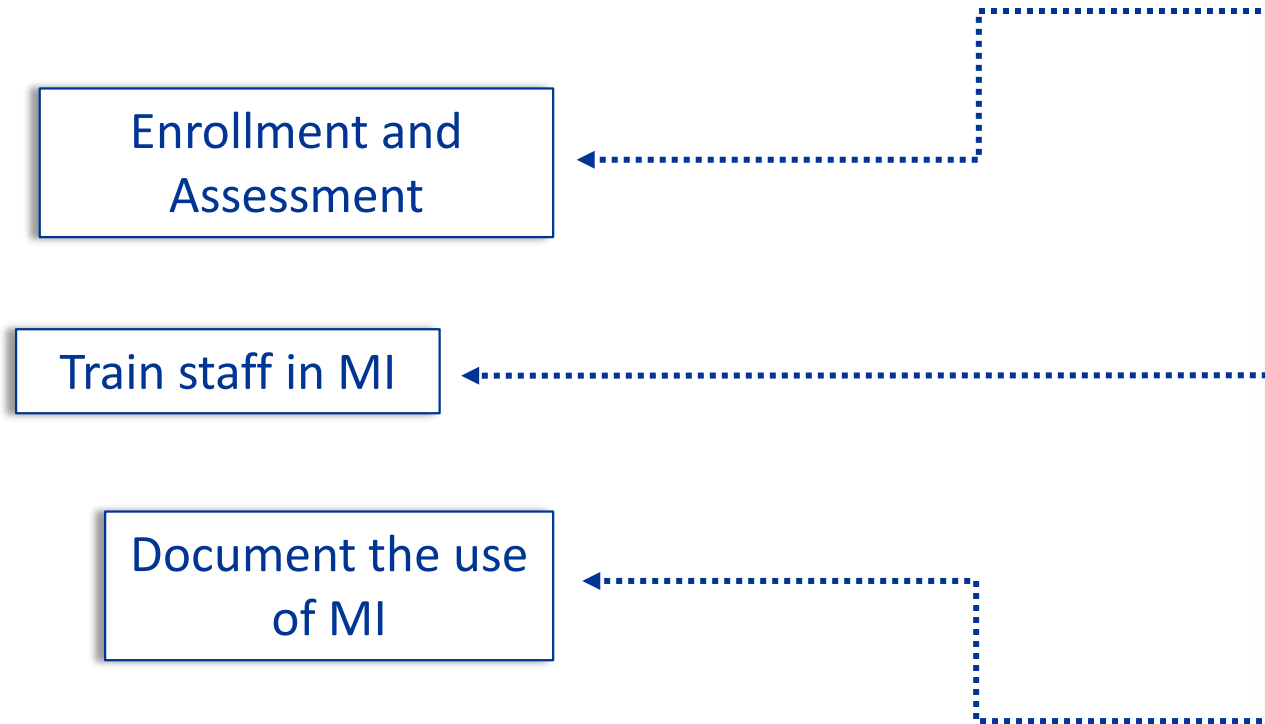 Enrollment and
Assessment
Train staff in MI
Document the use
of MI